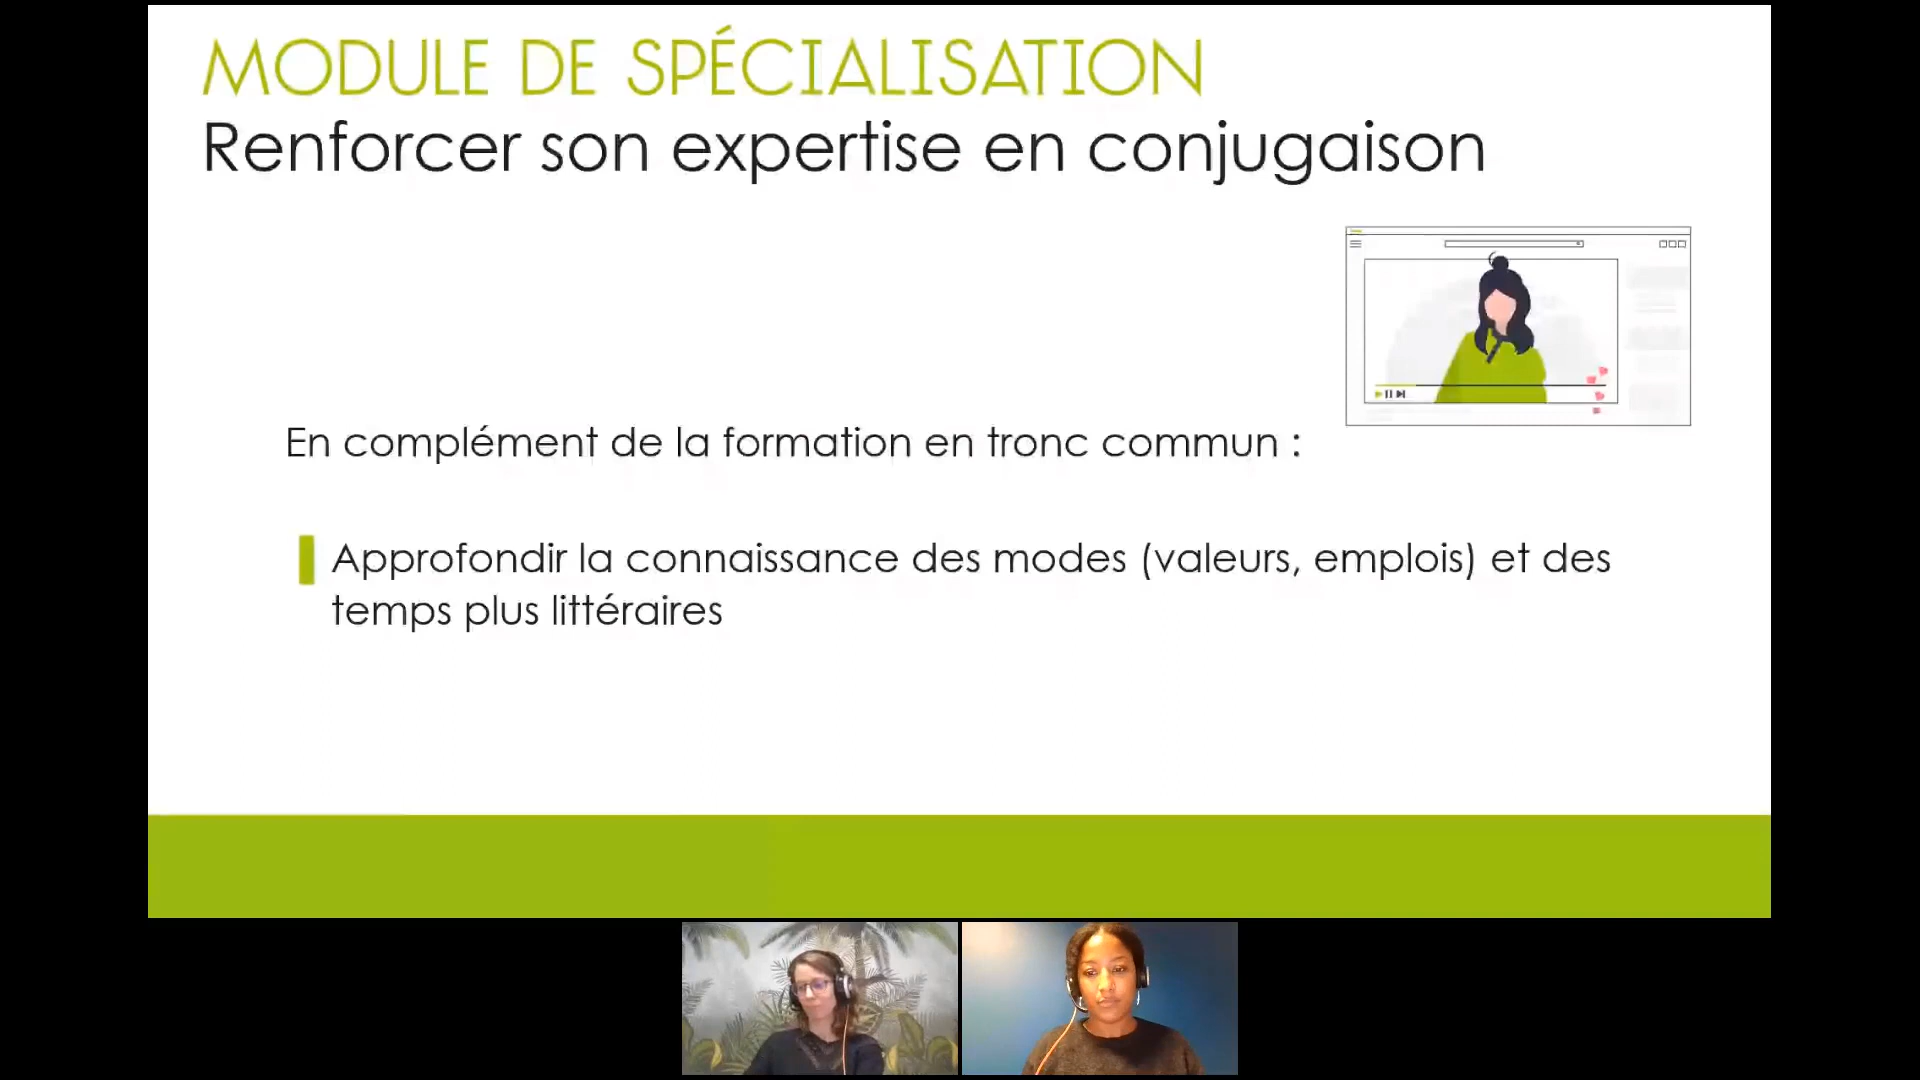 MODULE DE SPÉCIALISATION
Renforcer son expertise en conjugaison
En complément de la formation en tronc commun :
Approfondir la connaissance des modes (valeurs, emplois) et des
temps plus littéraires